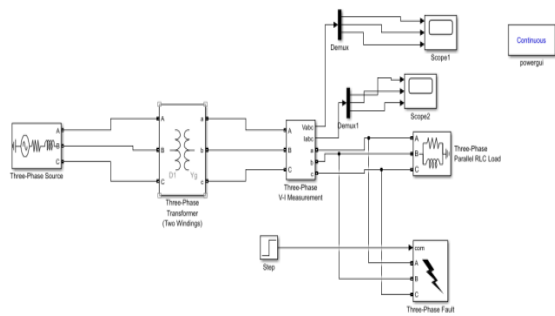 Demux
Scope1
Continuous
powergui
Demux1
Scope2
A
B
C
Three-Phase Source
A
B
C
a
b
c
D1
Yg
Three-Phase
Transformer
(Two Windings)
Vabc
Iabc
A
B
C
a
b
c
Three-Phase
V-I Measurement
A
B
C
Three-Phase
Parallel RLC Load
Step
com
A
B
C
Three-Phase Fault